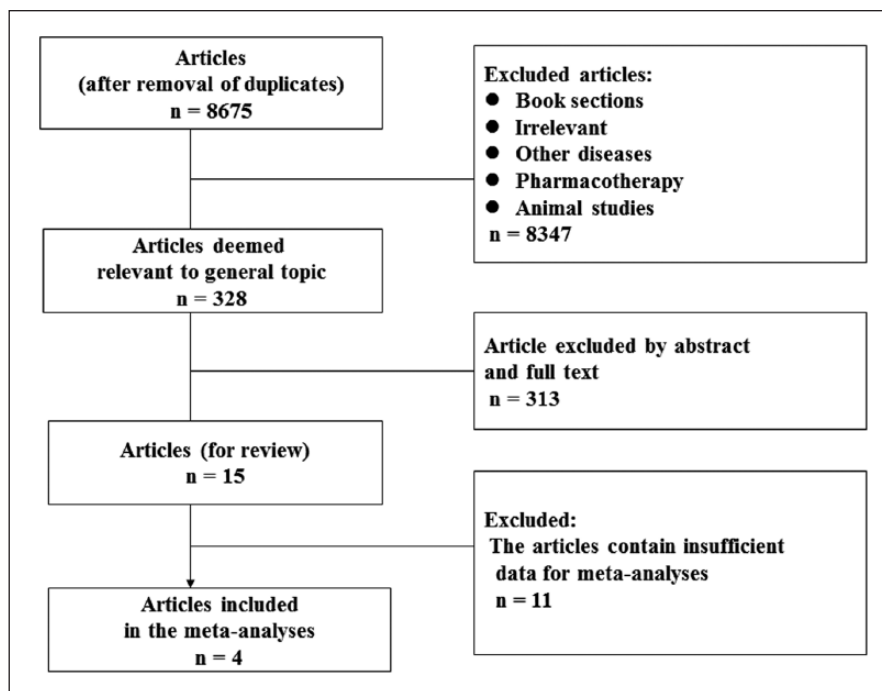 Articles
(after removal of duplicates)
n = 8675
Excluded articles:
● Book sections
● Irrelevant
● Other diseases
● Pharmacotherapy
● Animal studies
n = 8347
Articles deemed
relevant to general topic
n = 328
Article excluded by abstract
and full text
n = 313
Articles (for review)
n = 15
Excluded:
The articles contain insufficient
data for meta-analyses
n = 11
Articles included
in the meta-analyses
n = 4